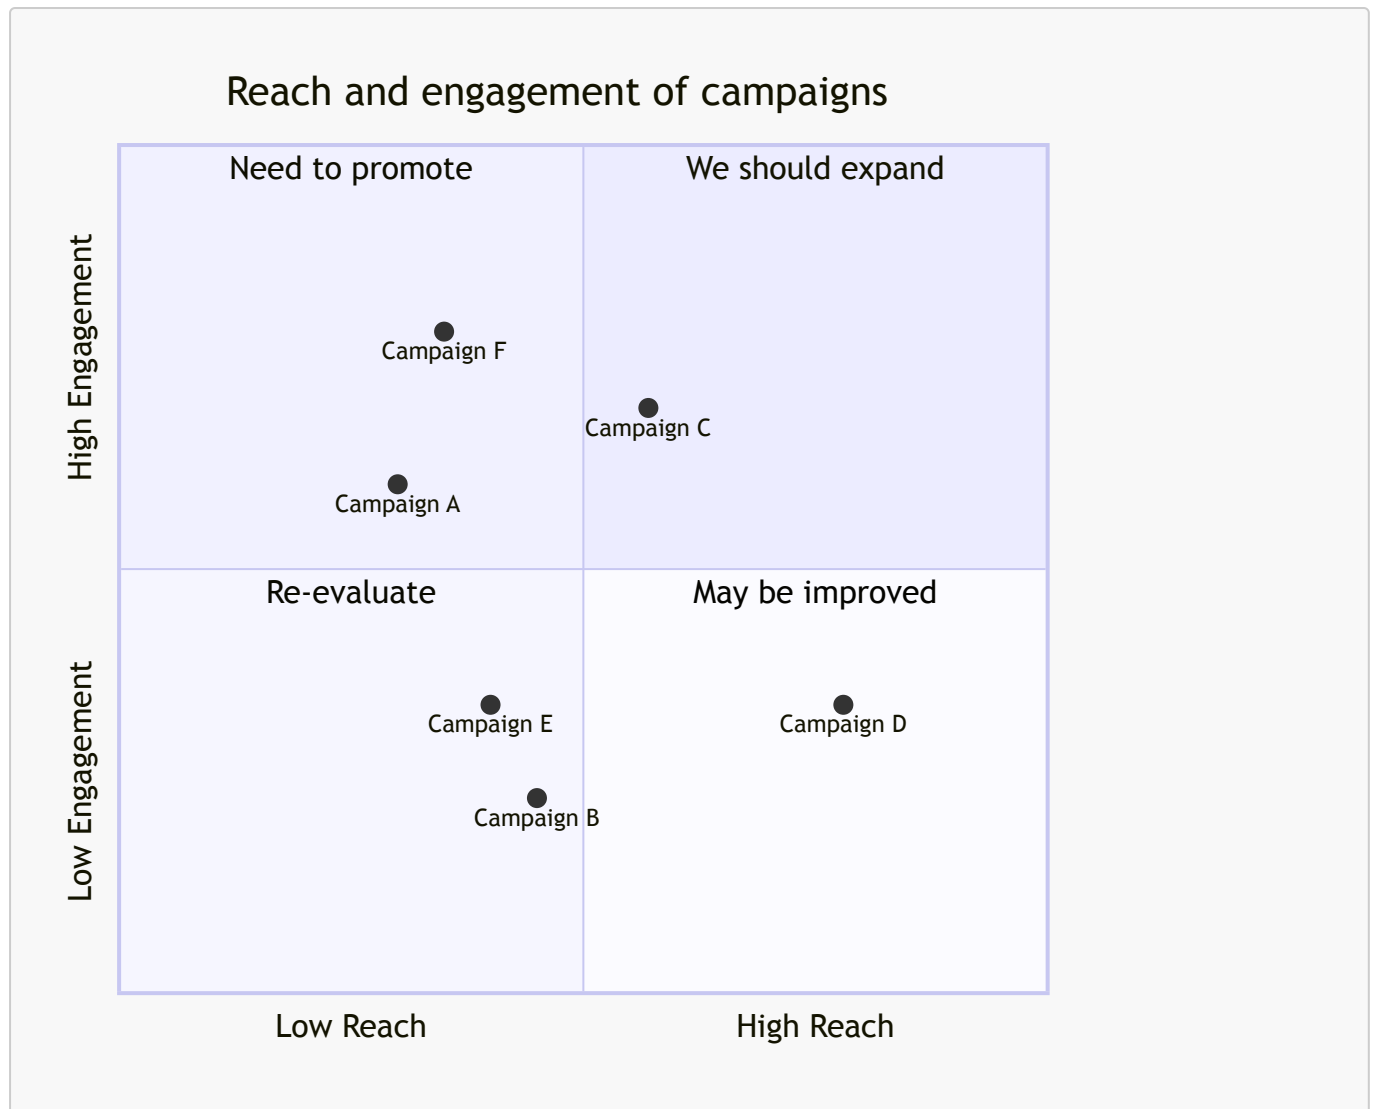 Reach and engagement of campaigns
Need to promote
We should expand
High Engagement
Campaign F
Campaign C
Campaign A
Re-evaluate
May be improved
Low Engagement
Campaign E
Campaign D
Campaign B
Low Reach
High Reach